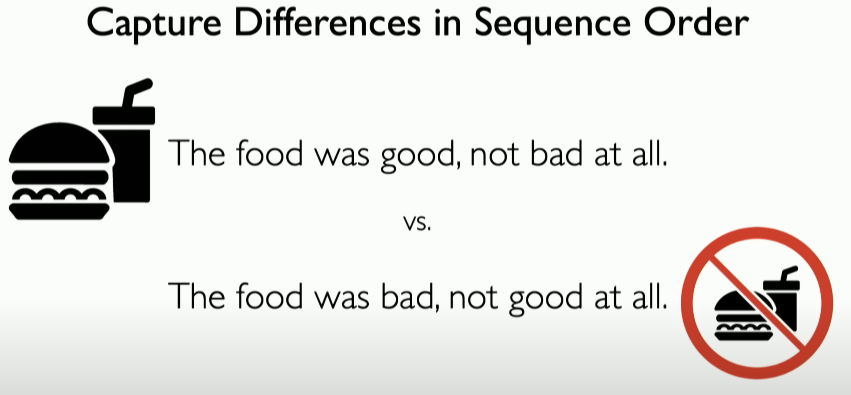 Capture Differences in Sequence Order
The food was good, not bad at all.
vs.
The food was bad, not good at all.